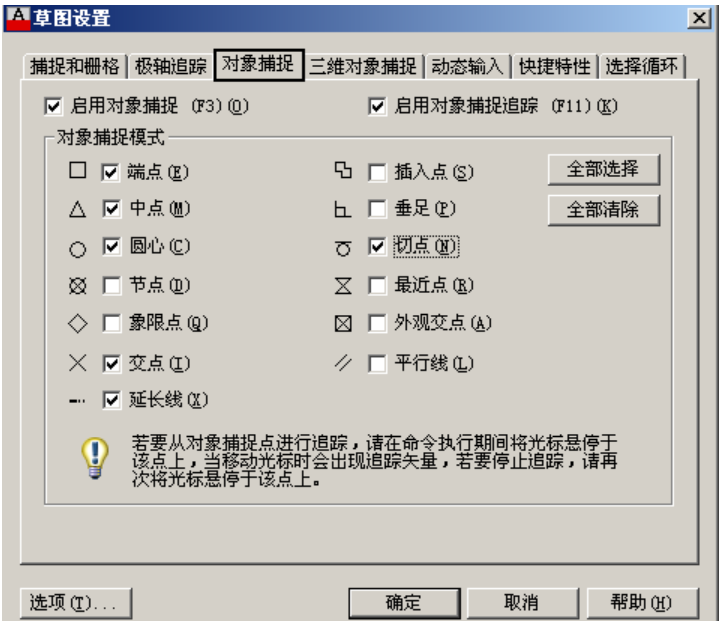 草图设置
捕捉和栅格 极轴追踪 对象捕捉 三维对象捕捉 动态输入 快捷特性 选择循环
启用对象捕捉 (F3)(O) 启用对象捕捉追踪 (F11)(K)
对象捕捉模式
端点(E) 插入点(S) 全部选择
中点(M) 垂足(P) 全部清除
圆心(C) 切点(N)
节点(D) 最近点(R)
象限点(Q) 外观交点(A)
交点(I) 平行线(L)
延长线(X)
若要从对象捕捉点进行追踪，请在命令执行期间将光标悬停于
该点上，当移动光标时会出现追踪矢量，若要停止追踪，请再
次将光标悬停于该点上。
选项(T)... 确定 取消 帮助(H)